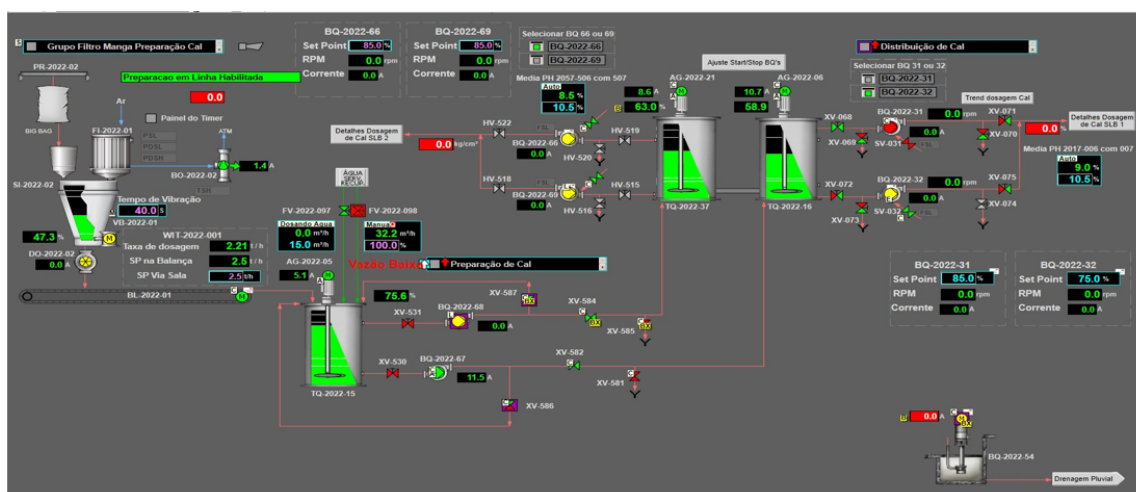 S
Grupo Filtro Manga Preparação Cal
BQ-2022-66
Set Point 85.0 %
RPM 0.0 rpm
Corrente 0.0 A
BQ-2022-69
Set Point 85.0 %
RPM 0.0 rpm
Corrente 0.0 A
Selecionar BQ 66 ou 69
BQ-2022-66
BQ-2022-69
Media PH 2057-506 com 507
Auto
8.5 %
10.5 %
AG-2022-21
8.6 A
63.0 %
Ajuste Start/Stop BQ's
AG-2022-06
10.7 A
58.9
Distribuição de Cal
Selecionar BQ 31 ou 32
BQ-2022-31
BQ-2022-32
Trend dosagem Cal
Detalhes Dosagem de Cal SLB 1
0.0 %
Media PH 2017-006 com 007
Auto
9.0 %
10.5 %
PR-2022-02
Preparacao em Linha Habilitada
0.0
Ar
Painel do Timer
BIG BAG
FI-2022-01
PSL
PDSL
PDSH
ATM
BO-2022-02
1.4 A
TSH
SI-2022-02
Tempo de Vibração
40.0 S
VB-2022-01
47.3 %
DO-2022-02
0.0 A
WIT-2022-001
Taxa de dosagem 2.21 t / h
SP na Balança 2.5 t / h
SP Via Sala 2.5 t/h
BL-2022-01
Detalhes Dosagem de Cal SLB 2
0.0 kg/cm²
HV-522
FSL
HV-519
BQ-2022-66
0.0 A
HV-520
HV-518
FSL
HV-515
BQ-2022-69
0.0 A
HV-516
TQ-2022-37
TQ-2022-16
XV-068
XV-069
BQ-2022-31
0.0 rpm
0.0 A
SV-031
FSL
XV-071
XV-070
XV-072
XV-073
BQ-2022-32
0.0 rpm
0.0 A
SV-032
FSL
XV-075
XV-074
ÁGUA
SERV.
RECUP.
FV-2022-097
FV-2022-098
Dosando Agua
0.0 m³/h
15.0 m³/h
Manual
32.2 m³/h
100.0 %
AG-2022-05
5.1 A
Vazão Baixa
Preparação de Cal
75.6 %
XV-587
XV-531
BQ-2022-68
0.0 A
XV-584
XV-585
XV-530
BQ-2022-67
11.5 A
XV-582
XV-581
XV-586
TQ-2022-15
BQ-2022-31
Set Point 85.0 %
RPM 0.0 rpm
Corrente 0.0 A
BQ-2022-32
Set Point 75.0 %
RPM 0.0 rpm
Corrente 0.0 A
0.0 A
BQ-2022-54
Drenagem Pluvial